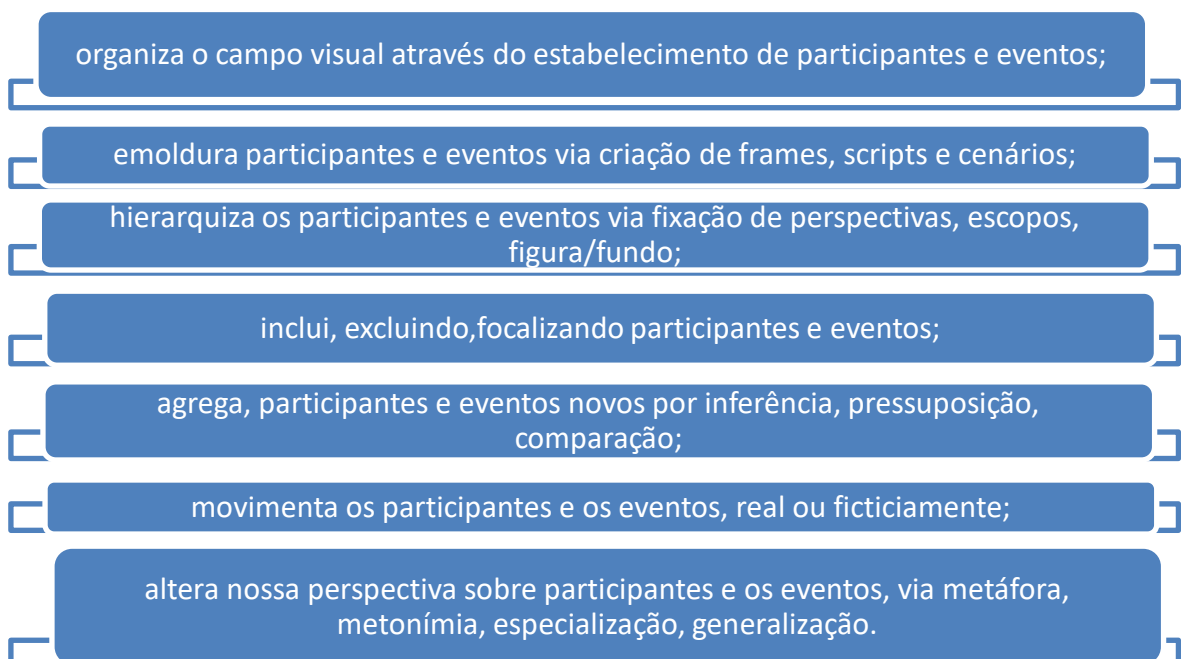 organiza o campo visual através do estabelecimento de participantes e eventos;
emoldura participantes e eventos via criação de frames, scripts e cenários;
hierarquiza os participantes e eventos via fixação de perspectivas, escopos,
figura/fundo;
inclui, excluindo,focalizando participantes e eventos;
agrega, participantes e eventos novos por inferência, pressuposição,
comparação;
movimenta os participantes e os eventos, real ou ficticiamente;
altera nossa perspectiva sobre participantes e os eventos, via metáfora,
metonímia, especialização, generalização.